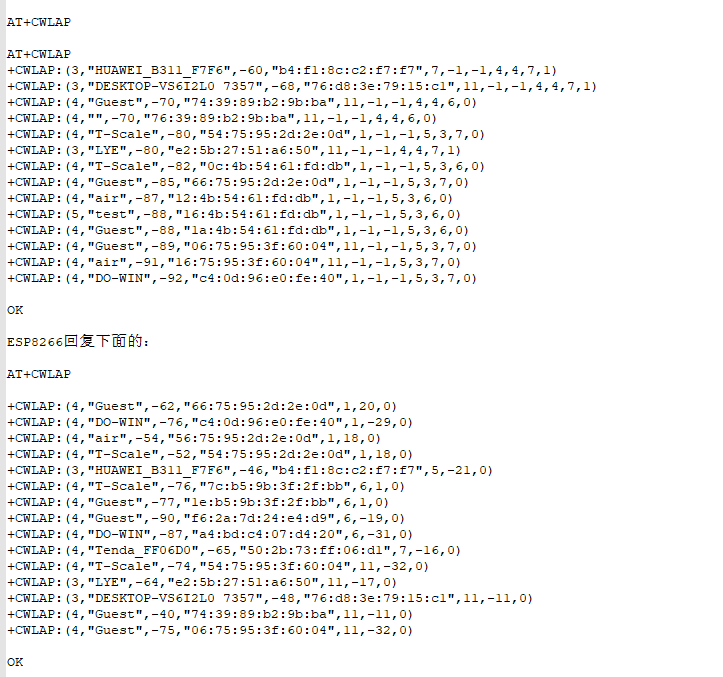 AT+CWLAP
AT+CWLAP
+CWLAP:(3,"HUAWEI_B311_F7F6",-60,"b4:f1:8c:c2:f7:f7",7,-1,-1,4,4,7,1)
+CWLAP:(3,"DESKTOP-VS6I2L0 7357",-68,"76:d8:3e:79:15:c1",11,-1,-1,4,4,7,1)
+CWLAP:(4,"Guest",-70,"74:39:89:b2:9b:ba",11,-1,-1,4,4,6,0)
+CWLAP:(4,"",-70,"76:39:89:b2:9b:ba",11,-1,-1,4,4,6,0)
+CWLAP:(4,"T-Scale",-80,"54:75:95:2d:2e:0d",1,-1,-1,5,3,7,0)
+CWLAP:(3,"LYE",-80,"e2:5b:27:51:a6:50",11,-1,-1,4,4,7,1)
+CWLAP:(4,"T-Scale",-82,"0c:4b:54:61:fd:db",1,-1,-1,5,3,6,0)
+CWLAP:(4,"Guest",-85,"66:75:95:2d:2e:0d",1,-1,-1,5,3,7,0)
+CWLAP:(4,"air",-87,"12:4b:54:61:fd:db",1,-1,-1,5,3,6,0)
+CWLAP:(5,"test",-88,"16:4b:54:61:fd:db",1,-1,-1,5,3,6,0)
+CWLAP:(4,"Guest",-88,"1a:4b:54:61:fd:db",1,-1,-1,5,3,6,0)
+CWLAP:(4,"Guest",-89,"06:75:95:3f:60:04",11,-1,-1,5,3,7,0)
+CWLAP:(4,"air",-91,"16:75:95:3f:60:04",11,-1,-1,5,3,7,0)
+CWLAP:(4,"DO-WIN",-92,"c4:0d:96:e0:fe:40",1,-1,-1,5,3,7,0)
OK
ESP8266回复下面的：
AT+CWLAP
+CWLAP:(4,"Guest",-62,"66:75:95:2d:2e:0d",1,20,0)
+CWLAP:(4,"DO-WIN",-76,"c4:0d:96:e0:fe:40",1,-29,0)
+CWLAP:(4,"air",-54,"56:75:95:2d:2e:0d",1,18,0)
+CWLAP:(4,"T-Scale",-52,"54:75:95:2d:2e:0d",1,18,0)
+CWLAP:(3,"HUAWEI_B311_F7F6",-46,"b4:f1:8c:c2:f7:f7",5,-21,0)
+CWLAP:(4,"T-Scale",-76,"7c:b5:9b:3f:2f:bb",6,1,0)
+CWLAP:(4,"Guest",-77,"1e:b5:9b:3f:2f:bb",6,1,0)
+CWLAP:(4,"Guest",-90,"f6:2a:7d:24:e4:d9",6,-19,0)
+CWLAP:(4,"DO-WIN",-87,"a4:bd:c4:07:d4:20",6,-31,0)
+CWLAP:(4,"Tenda_FF06D0",-65,"50:2b:73:ff:06:d1",7,-16,0)
+CWLAP:(4,"T-Scale",-74,"54:75:95:3f:60:04",11,-32,0)
+CWLAP:(3,"LYE",-64,"e2:5b:27:51:a6:50",11,-17,0)
+CWLAP:(3,"DESKTOP-VS6I2L0 7357",-48,"76:d8:3e:79:15:c1",11,-11,0)
+CWLAP:(4,"Guest",-40,"74:39:89:b2:9b:ba",11,-11,0)
+CWLAP:(4,"Guest",-75,"06:75:95:3f:60:04",11,-32,0)
OK